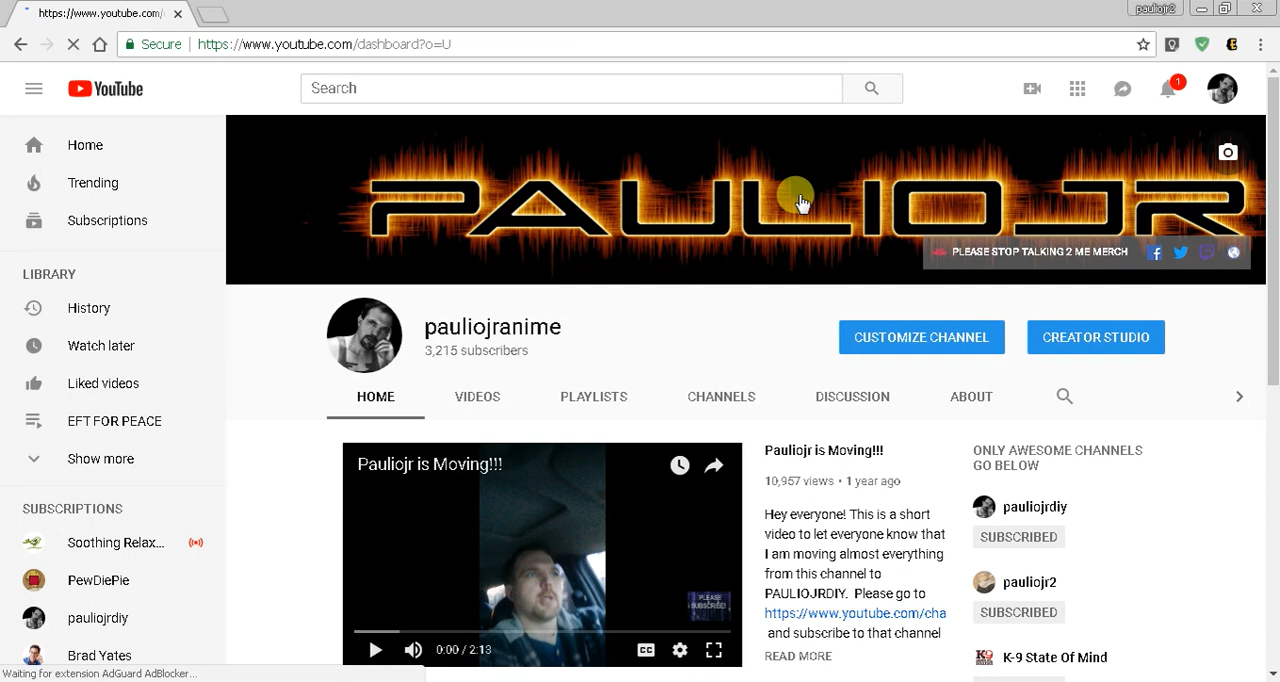 https://www.youtube.com/
pauliojr2
Secure
https://www.youtube.com/dashboard?o=U
YouTube
Search
1
PAULIOJR
PLEASE STOP TALKING 2 ME MERCH
Home
Trending
Subscriptions
LIBRARY
History
Watch later
Liked videos
EFT FOR PEACE
Show more
SUBSCRIPTIONS
Soothing Relax...
PewDiePie
pauliojrdiy
Brad Yates
pauliojranime
3,215 subscribers
CUSTOMIZE CHANNEL
CREATOR STUDIO
HOME
VIDEOS
PLAYLISTS
CHANNELS
DISCUSSION
ABOUT
Pauliojr is Moving!!!
PLEASE
SUBSCRIBE!
0:00 / 2:13
CC
Pauliojr is Moving!!!
10,957 views • 1 year ago
Hey everyone! This is a short
video to let everyone know that
I am moving almost everything
from this channel to
PAULIOJRDIY. Please go to
https://www.youtube.com/cha
and subscribe to that channel
READ MORE
ONLY AWESOME CHANNELS
GO BELOW
pauliojrdiy
SUBSCRIBED
pauliojr2
SUBSCRIBED
K-9 State Of Mind
Waiting for extension AdGuard AdBlocker...